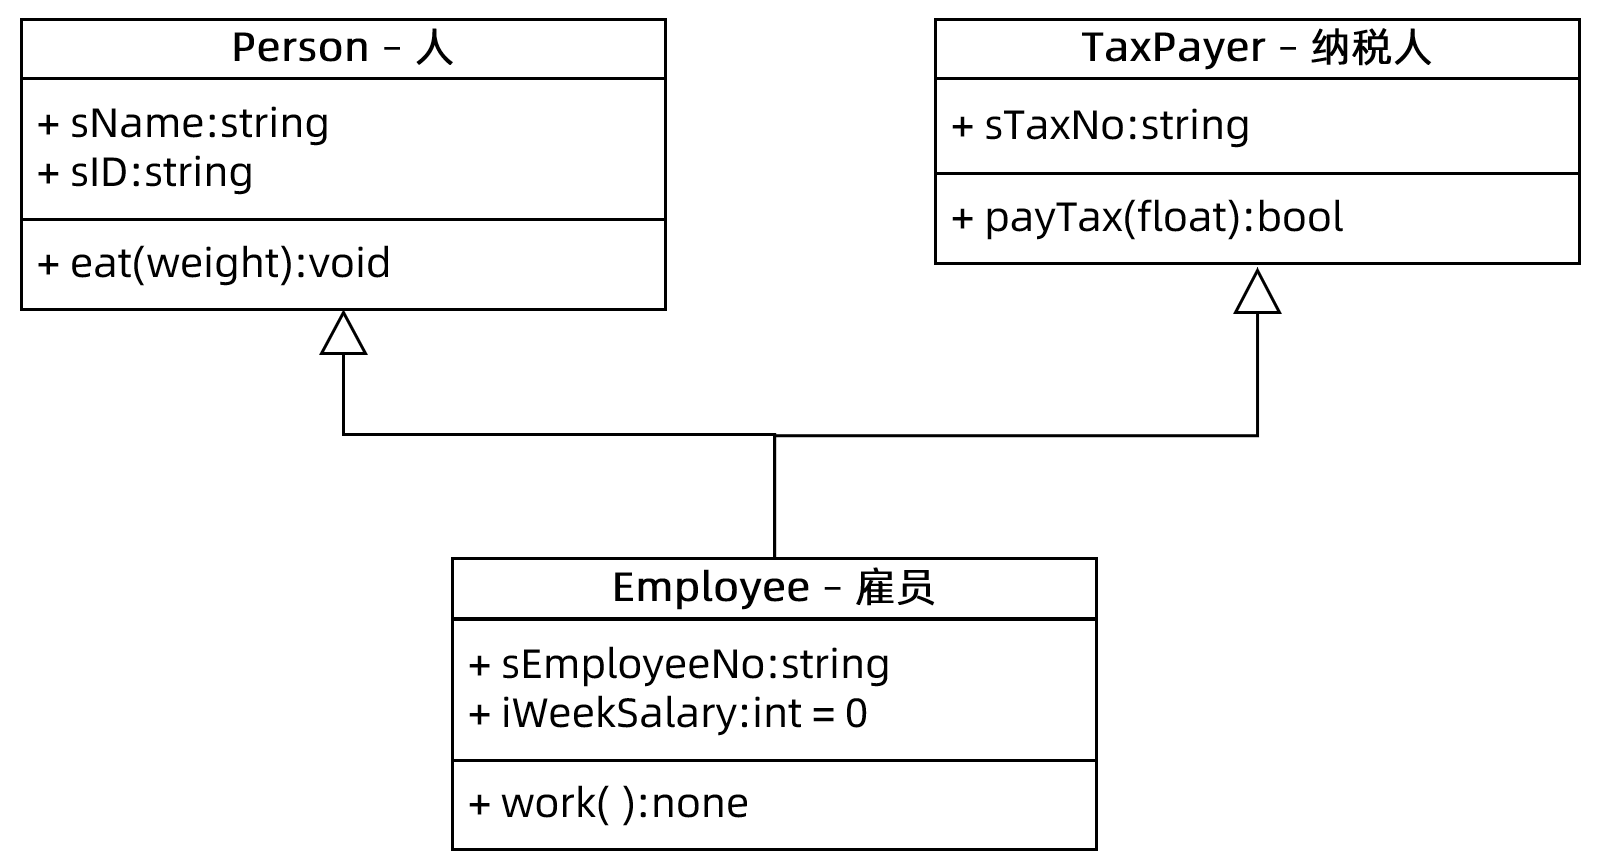 Person – 人
+ sName:string
+ sID:string
+ eat(weight):void
TaxPayer – 纳税人
+ sTaxNo:string
+ payTax(float):bool
Employee – 雇员
+ sEmployeeNo:string
+ iWeekSalary:int = 0
+ work( ):none